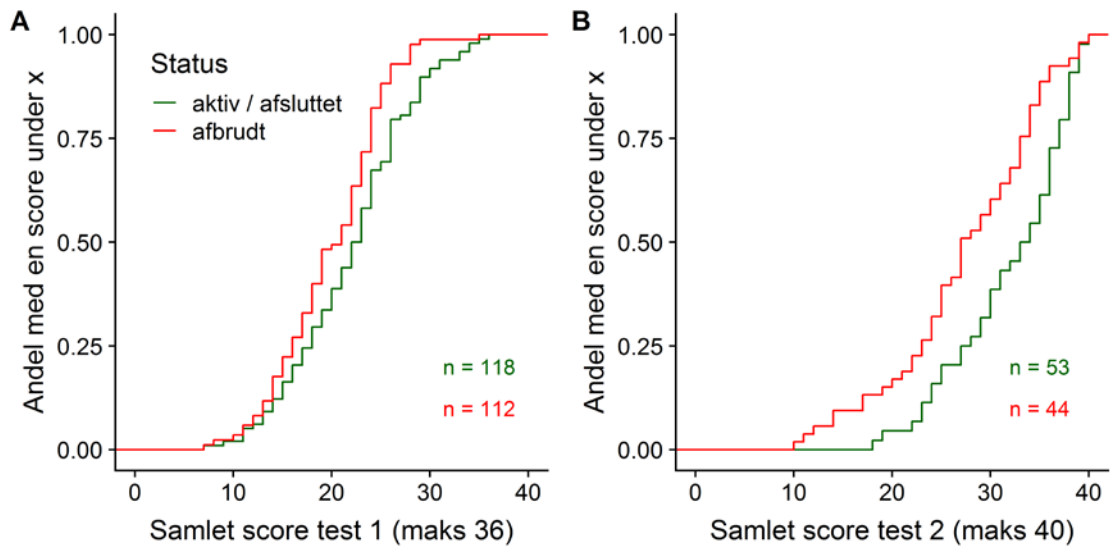 A
Andel med en score under x
1.00
0.75
0.50
0.25
0.00
Status
aktiv / afsluttet
afbrudt
n = 118
n = 112
0 10 20 30 40
Samlet score test 1 (maks 36)
B
Andel med en score under x
1.00
0.75
0.50
0.25
0.00
n = 53
n = 44
0 10 20 30 40
Samlet score test 2 (maks 40)